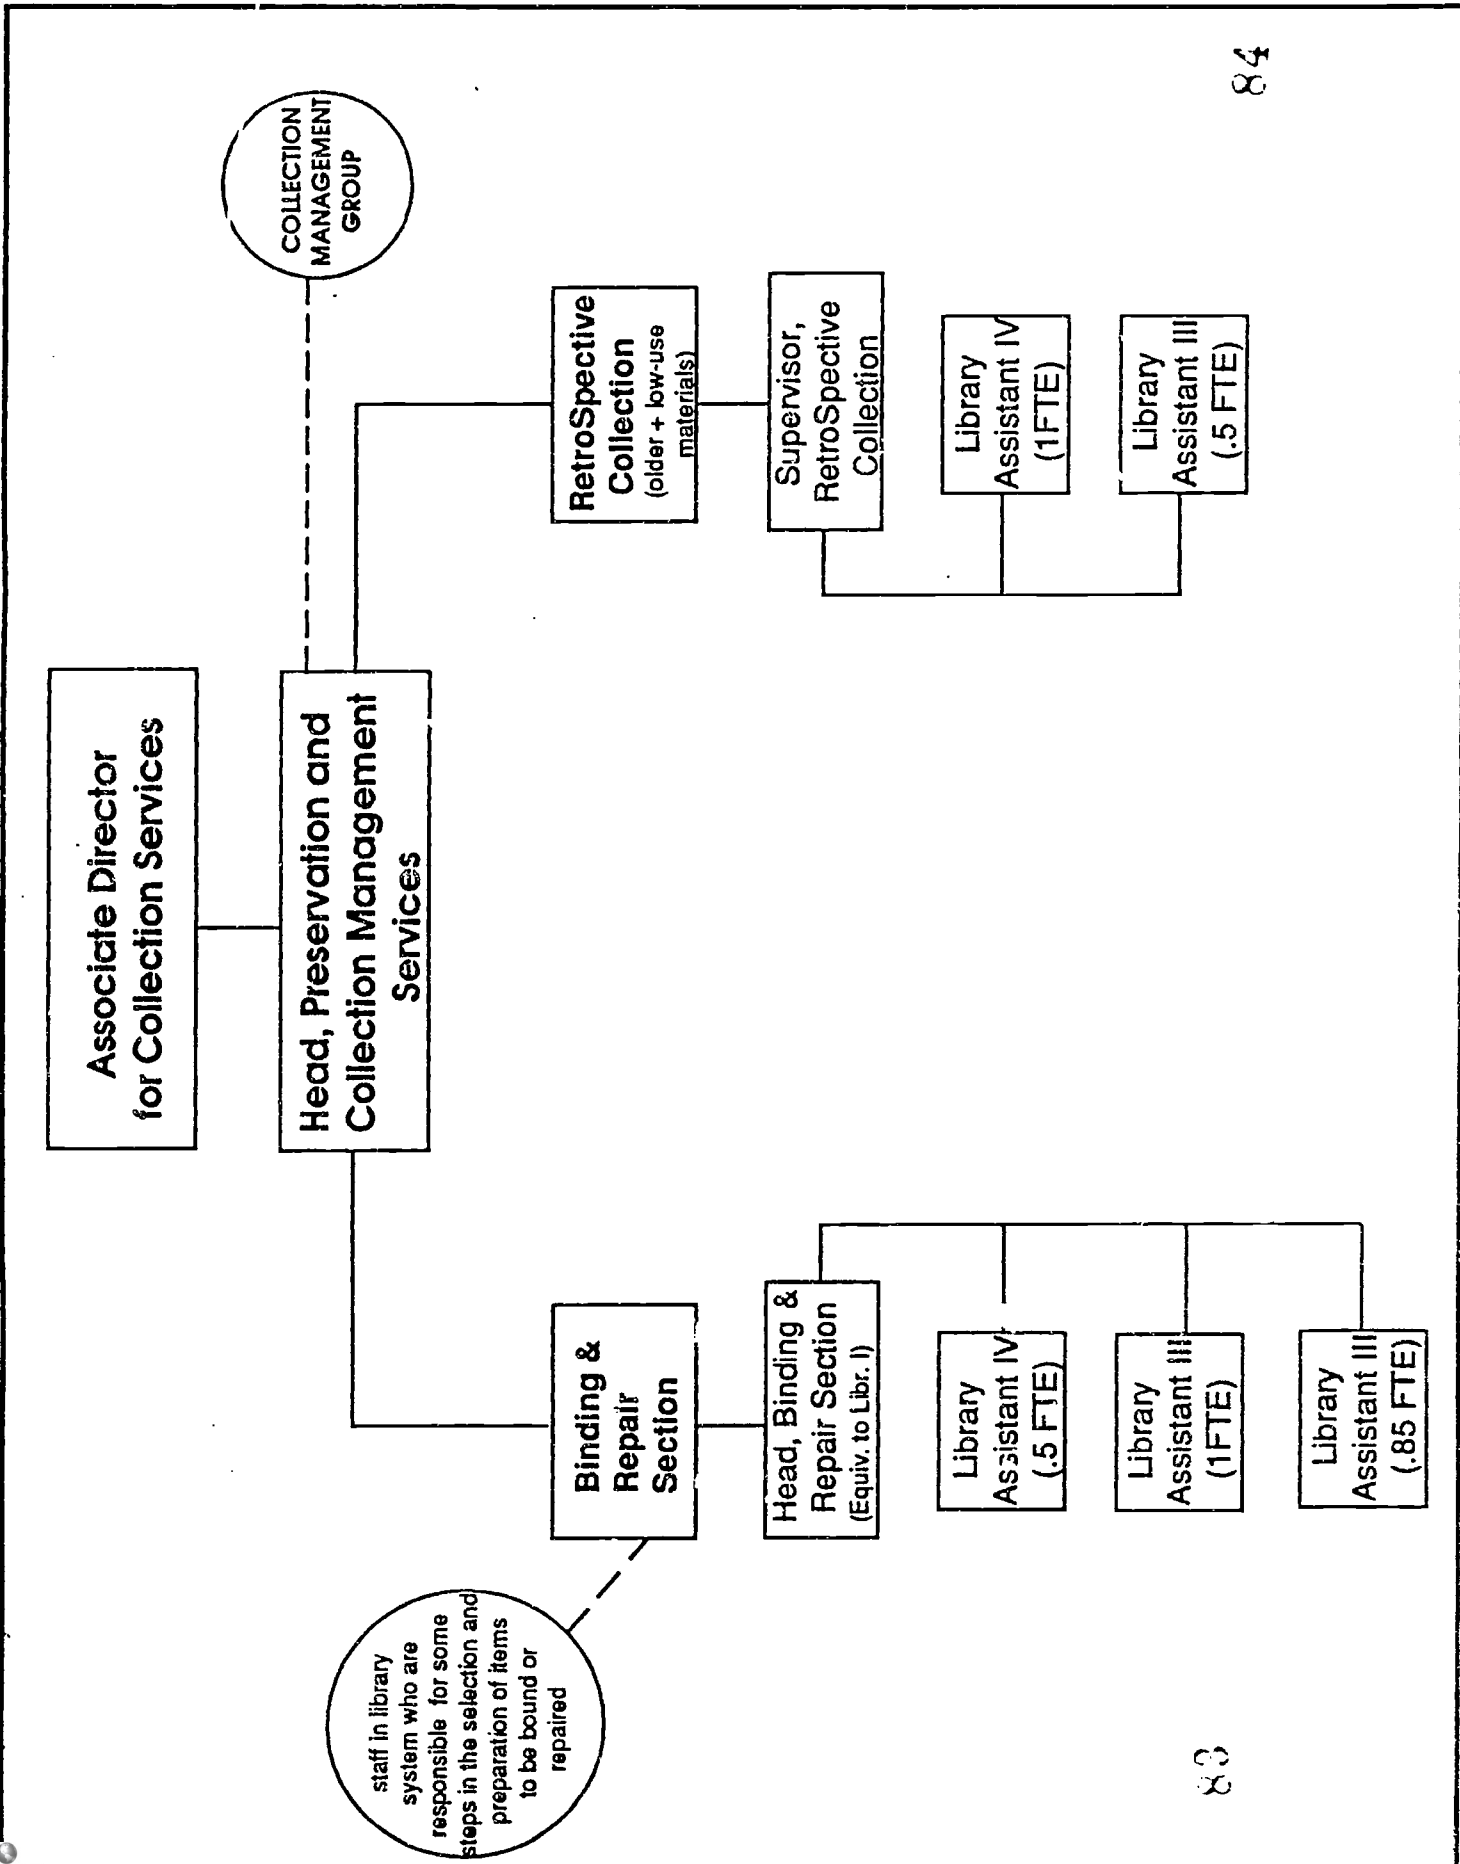 Associate Director
for Collection Services
Head, Preservation and
Collection Management
Services
COLLECTION
MANAGEMENT
GROUP
staff in library
system who are
responsible for some
steps in the selection and
preparation of items
to be bound or
repaired
Binding &
Repair
Section
Head, Binding &
Repair Section
(Equiv. to Libr. I)
Library
Assistant IV
(.5 FTE)
Library
Assistant III
(1FTE)
Library
Assistant III
(.85 FTE)
RetroSpective
Collection
(older + low-use
materials)
Supervisor,
RetroSpective
Collection
Library
Assistant IV
(1FTE)
Library
Assistant III
(.5 FTE)
83
84